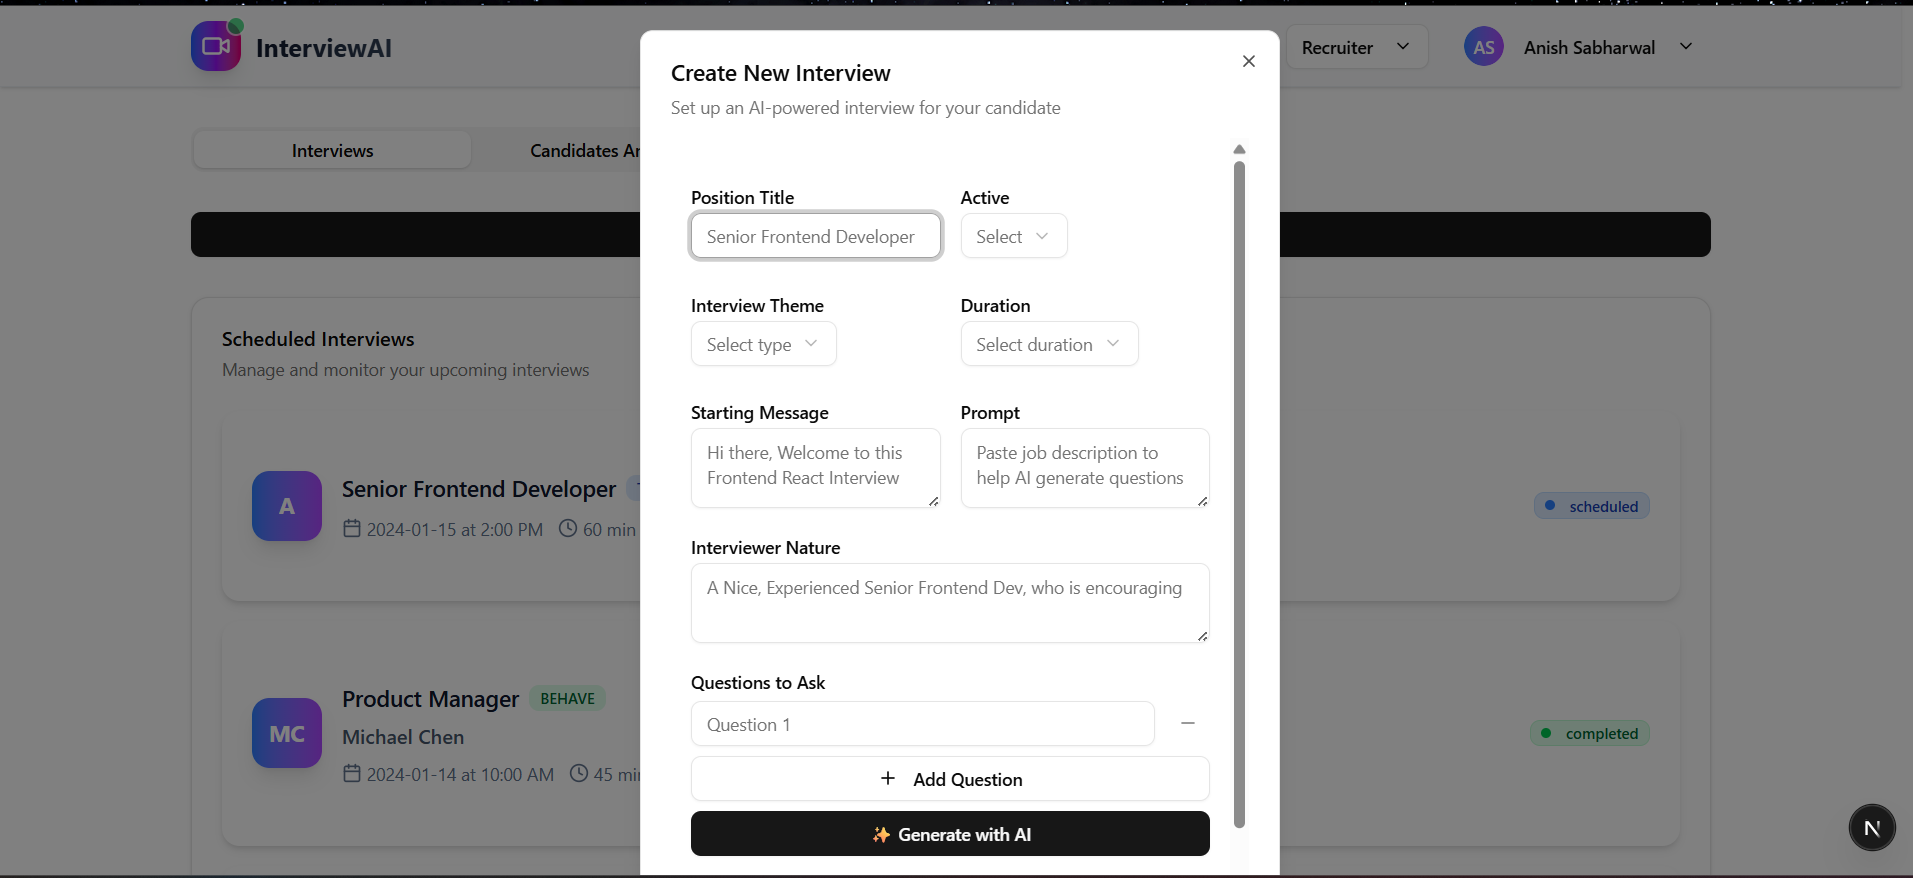 InterviewAI
Recruiter
AS
Anish Sabharwal
Interviews
Candidates
Scheduled Interviews
Manage and monitor your upcoming interviews
A
Senior Frontend Developer
2024-01-15 at 2:00 PM
60 min
scheduled
MC
Product Manager
BEHAVE
Michael Chen
2024-01-14 at 10:00 AM
45
completed
Create New Interview
Set up an AI-powered interview for your candidate
Position Title
Active
Senior Frontend Developer
Select
Interview Theme
Duration
Select type
Select duration
Starting Message
Prompt
Hi there, Welcome to this
Frontend React Interview
Paste job description to
help AI generate questions
Interviewer Nature
A Nice, Experienced Senior Frontend Dev, who is encouraging
Questions to Ask
Question 1
Add Question
✨ Generate with AI
N